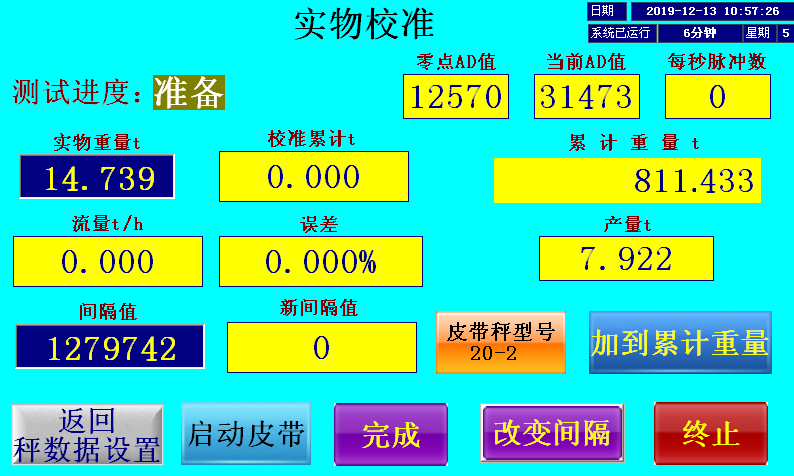 实物校准
日期 2019-12-13 10:57:26
系统已运行 6分钟 星期 5
测试进度：准备
零点AD值 当前AD值 每秒脉冲数
12570 31473 0
实物重量t 校准累计t 累 计 重 量 t
14.739 0.000 811.433
流量t/h 误差 产量t
0.000 0.000% 7.922
间隔值 新间隔值
1279742 0
皮带秤型号
20-2
加到累计重量
返回
秤数据设置
启动皮带
完成
改变间隔
终止